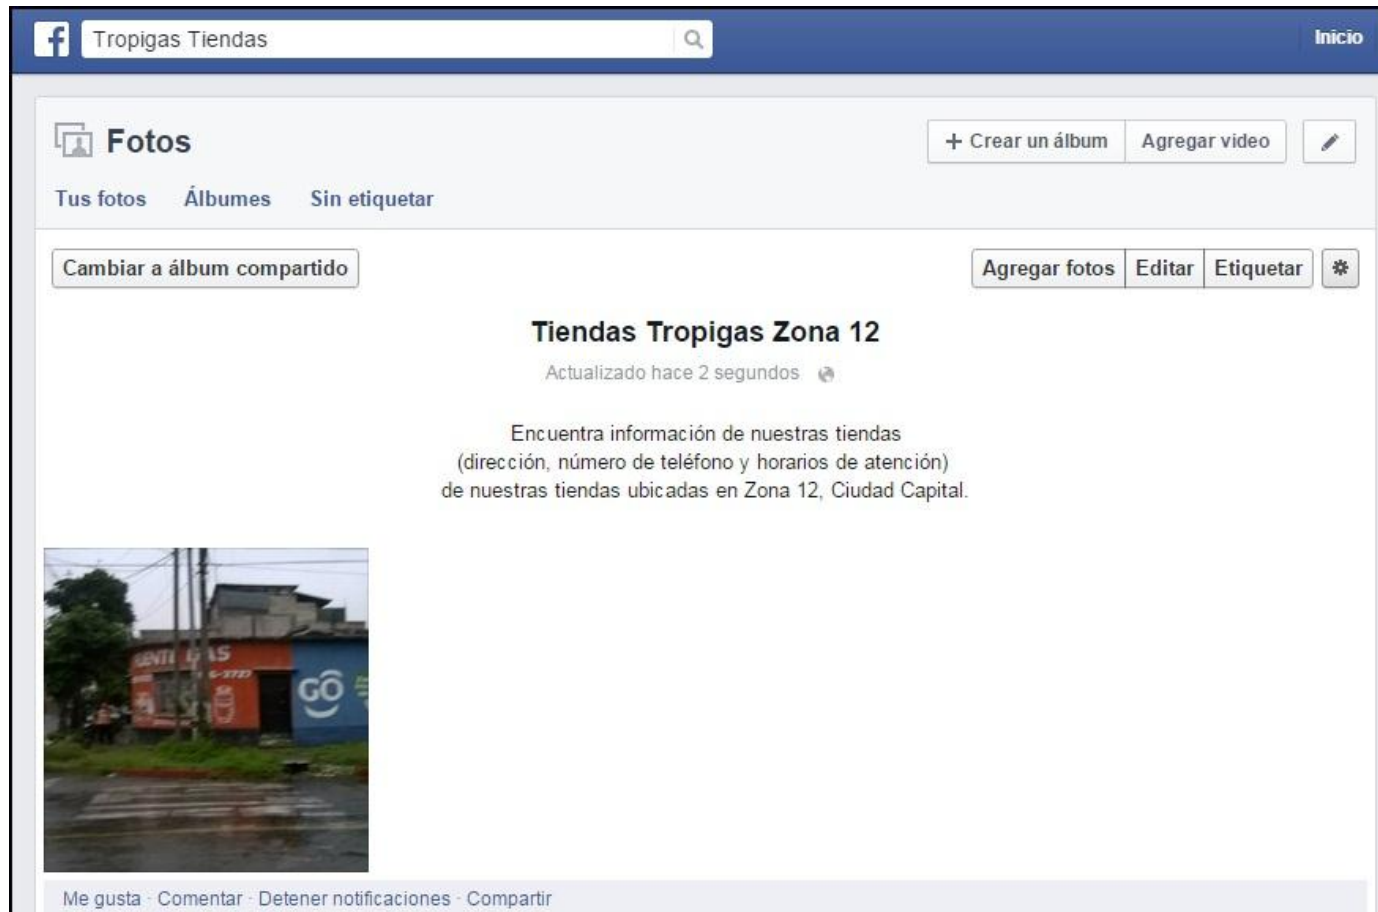 Tropigas Tiendas
Inicio
Fotos
+ Crear un álbum Agregar video
Tus fotos Álbumes Sin etiquetar
Cambiar a álbum compartido
Agregar fotos Editar Etiquetar
Tiendas Tropigas Zona 12
Actualizado hace 2 segundos
Encuentra información de nuestras tiendas
(dirección, número de teléfono y horarios de atención)
de nuestras tiendas ubicadas en Zona 12, Ciudad Capital.
GÔ
Me gusta · Comentar · Detener notificaciones · Compartir